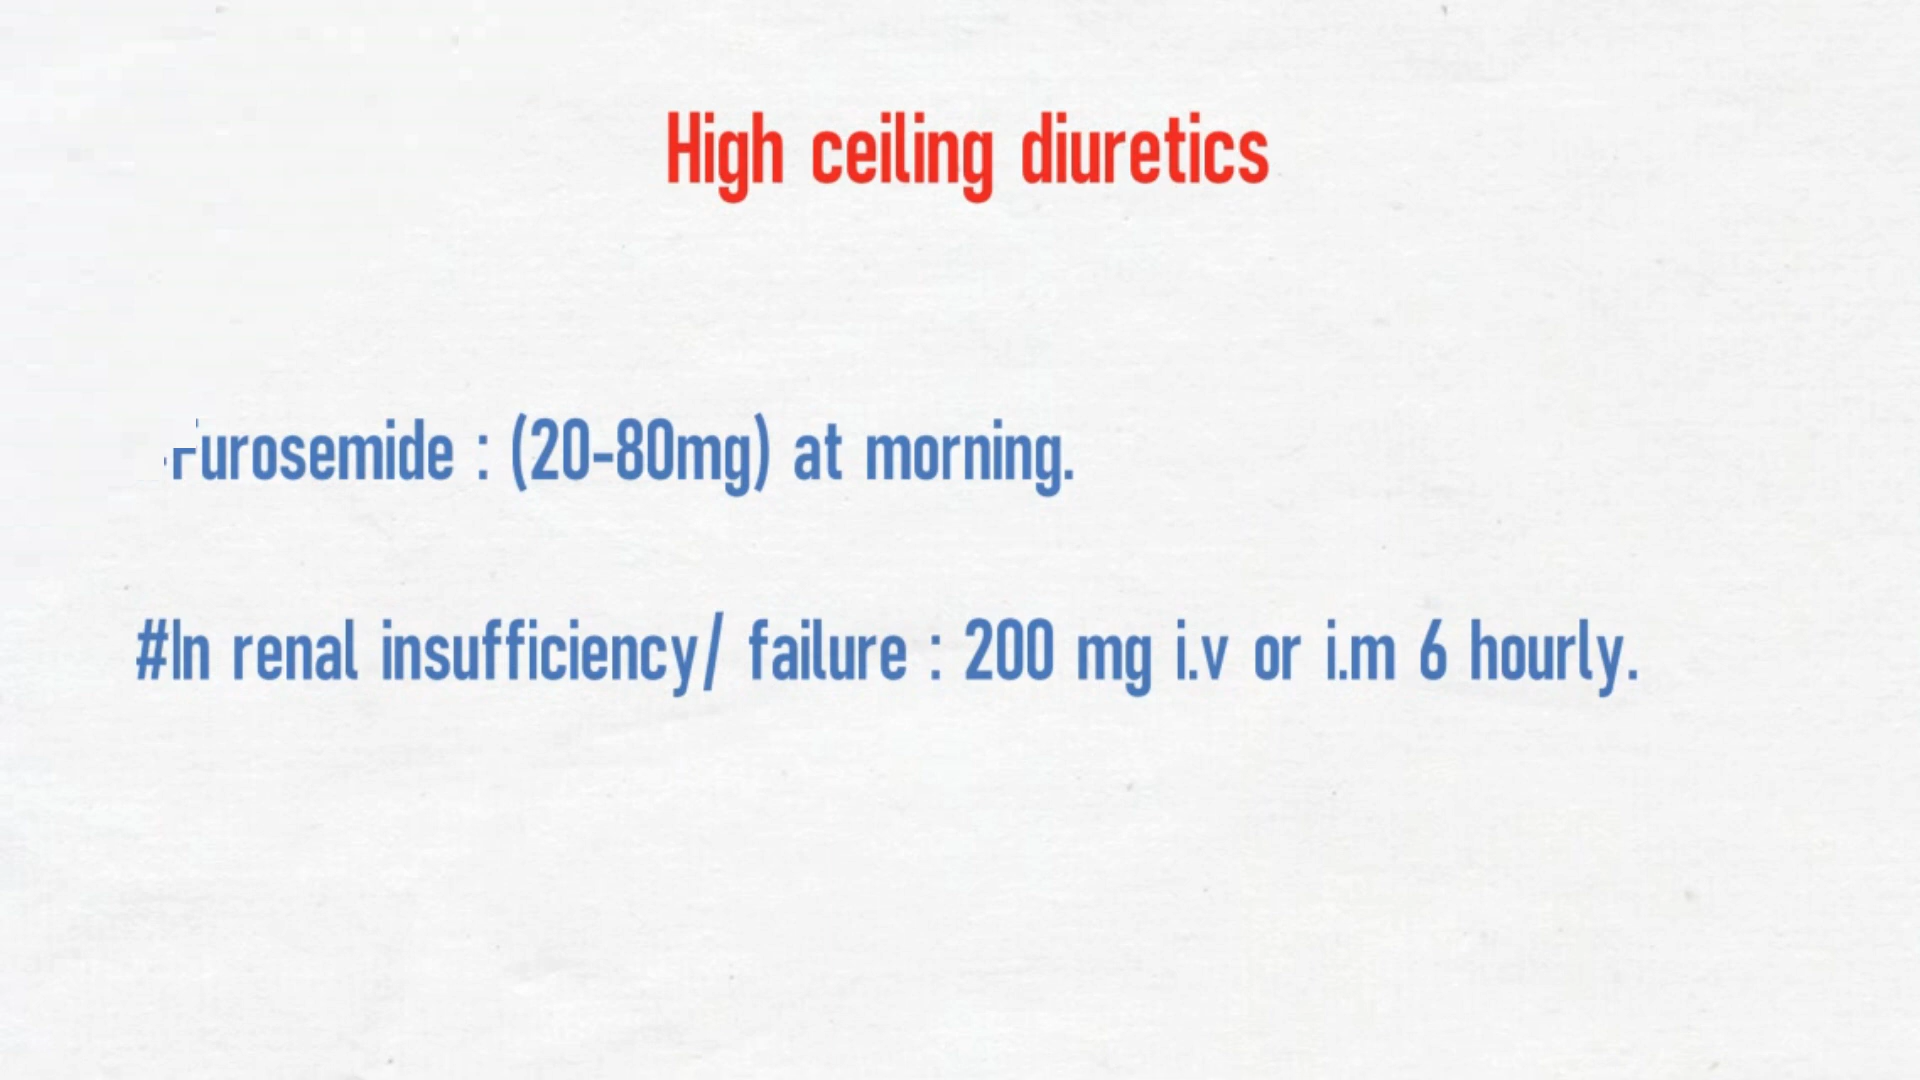 High ceiling diuretics
Furosemide : (20-80mg) at morning.
#In renal insufficiency/ failure : 200 mg i.v or i.m 6 hourly.